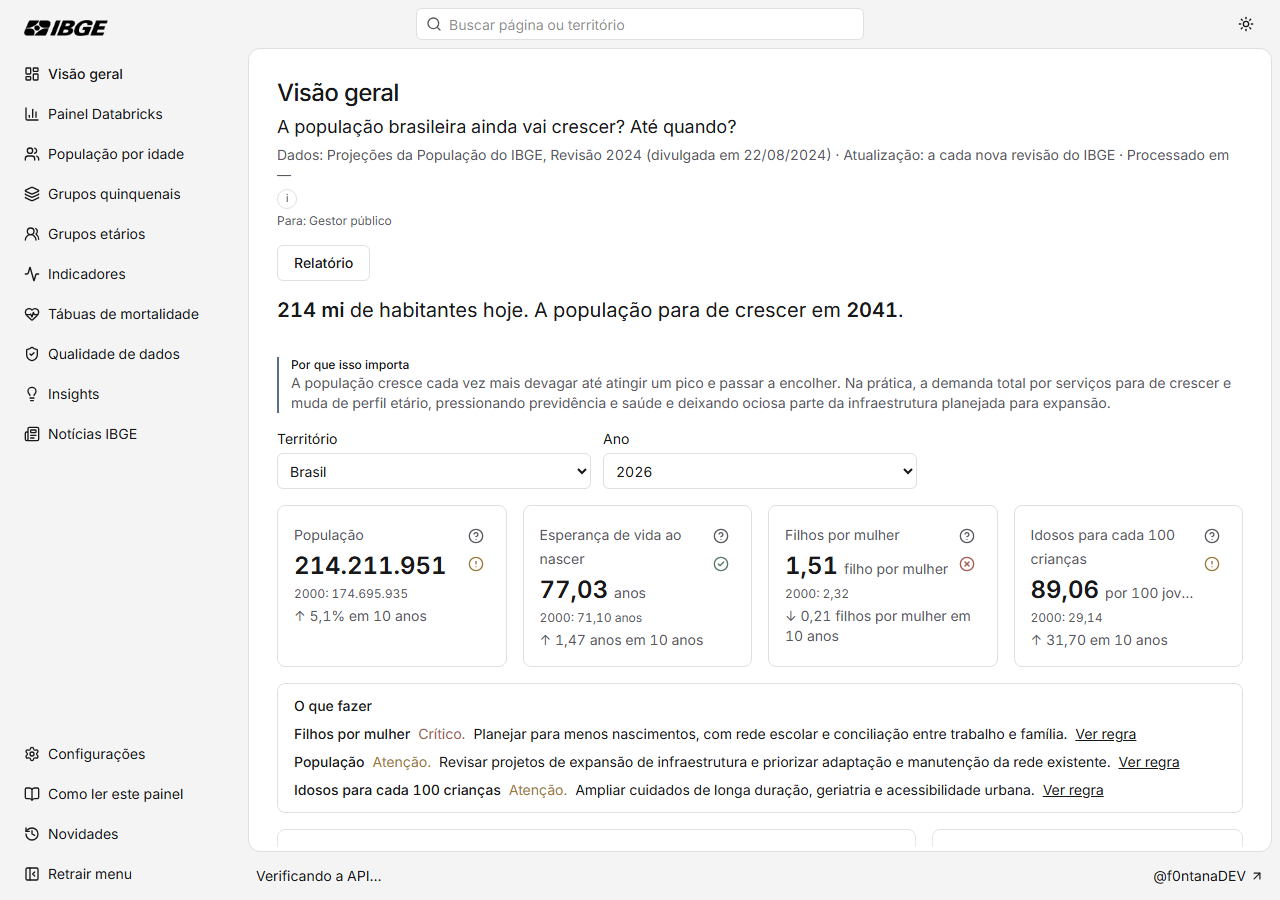 IBGE
Buscar página ou território
Visão geral
Painel Databricks
População por idade
Grupos quinquenais
Grupos etários
Indicadores
Tábuas de mortalidade
Qualidade de dados
Insights
Notícias IBGE
Configurações
Como ler este painel
Novidades
Retrair menu
Visão geral
A população brasileira ainda vai crescer? Até quando?
Dados: Projeções da População do IBGE, Revisão 2024 (divulgada em 22/08/2024) · Atualização: a cada nova revisão do IBGE · Processado em
—
i
Para: Gestor público
Relatório
214 mi de habitantes hoje. A população para de crescer em 2041.
Por que isso importa
A população cresce cada vez mais devagar até atingir um pico e passar a encolher. Na prática, a demanda total por serviços para de crescer e
muda de perfil etário, pressionando previdência e saúde e deixando ociosa parte da infraestrutura planejada para expansão.
Território
Brasil
Ano
2026
População
214.211.951
2000: 174.695.935
↑ 5,1% em 10 anos
Esperança de vida ao
nascer
77,03 anos
2000: 71,10 anos
↑ 1,47 anos em 10 anos
Filhos por mulher
1,51 filho por mulher
2000: 2,32
↓ 0,21 filhos por mulher em
10 anos
Idosos para cada 100
crianças
89,06 por 100 jov...
2000: 29,14
↑ 31,70 em 10 anos
O que fazer
Filhos por mulher Crítico. Planejar para menos nascimentos, com rede escolar e conciliação entre trabalho e família. Ver regra
População Atenção. Revisar projetos de expansão de infraestrutura e priorizar adaptação e manutenção da rede existente. Ver regra
Idosos para cada 100 crianças Atenção. Ampliar cuidados de longa duração, geriatria e acessibilidade urbana. Ver regra
Verificando a API...
@f0ntanaDEV